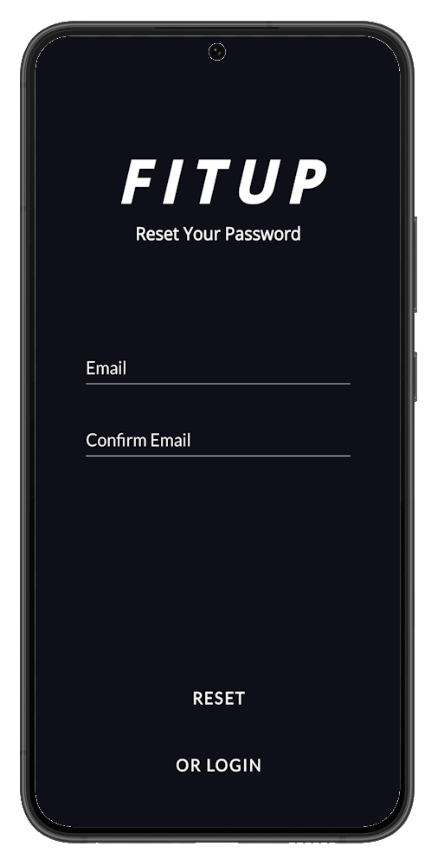 FITUP
Reset Your Password
Email
Confirm Email
RESET
OR LOGIN